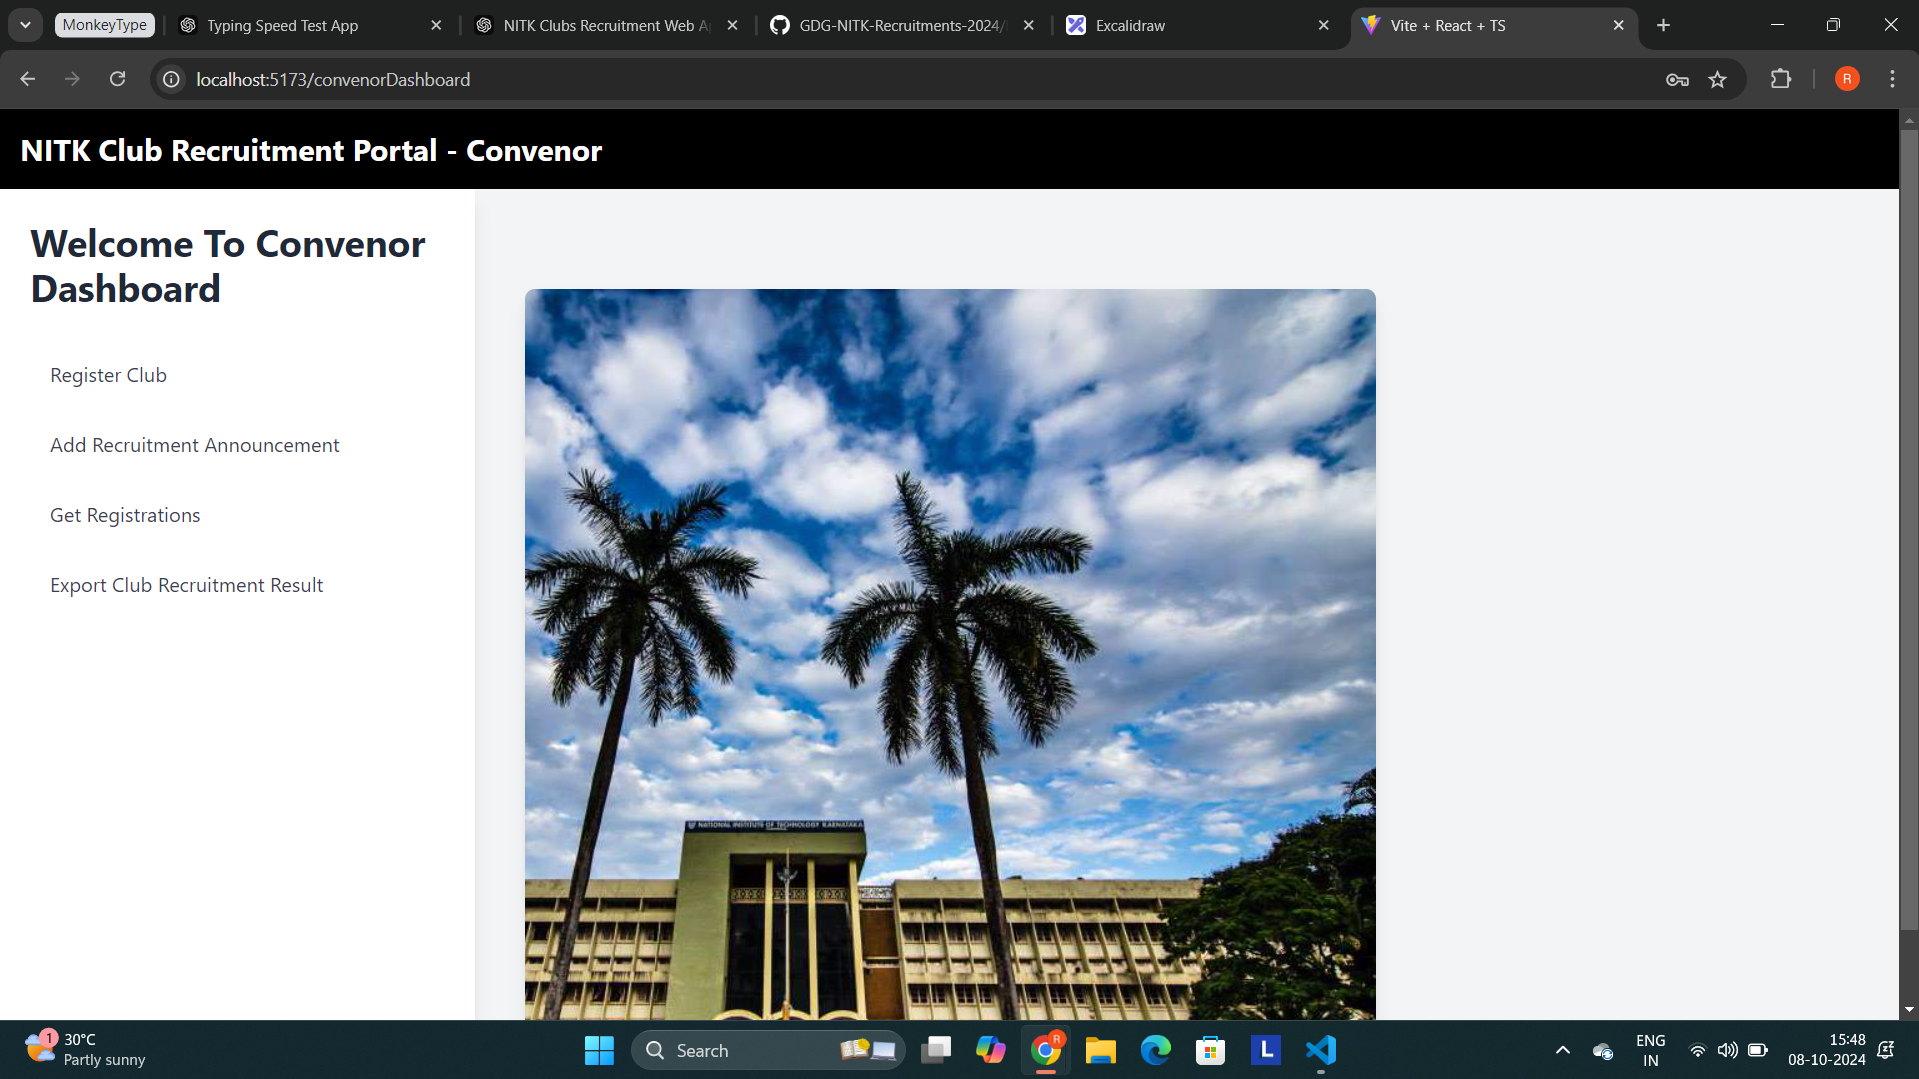 MonkeyType
Typing Speed Test App
NITK Clubs Recruitment Web A
GDG-NITK-Recruitments-2024/
Excalidraw
Vite + React + TS
localhost:5173/convenorDashboard
R
NITK Club Recruitment Portal - Convenor
Welcome To Convenor
Dashboard
Register Club
Add Recruitment Announcement
Get Registrations
Export Club Recruitment Result
NATIONAL INSTITUTE OF TECHNOLOGY KARNATAKA
1
30°C
Partly sunny
Search
R
L
ENG
IN
15:48
08-10-2024